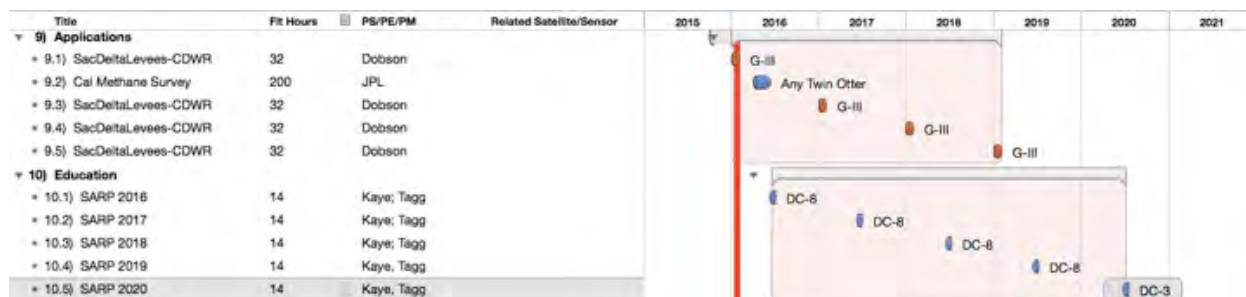 Title Flt Hours PS/PE/PM Related Satellite/Sensor 2015 2016 2017 2018 2019 2020 2021
9) Applications
9.1) SacDeltaLevees-CDWR 32 Dobson G-III
9.2) Cal Methane Survey 200 JPL Any Twin Otter
9.3) SacDeltaLevees-CDWR 32 Dobson G-III
9.4) SacDeltaLevees-CDWR 32 Dobson G-III
9.5) SacDeltaLevees-CDWR 32 Dobson G-III
10) Education
10.1) SARP 2016 14 Kaye; Tagg DC-8
10.2) SARP 2017 14 Kaye; Tagg DC-8
10.3) SARP 2018 14 Kaye; Tagg DC-8
10.4) SARP 2019 14 Kaye, Tagg DC-8
10.5) SARP 2020 14 Kaye, Tagg DC-3